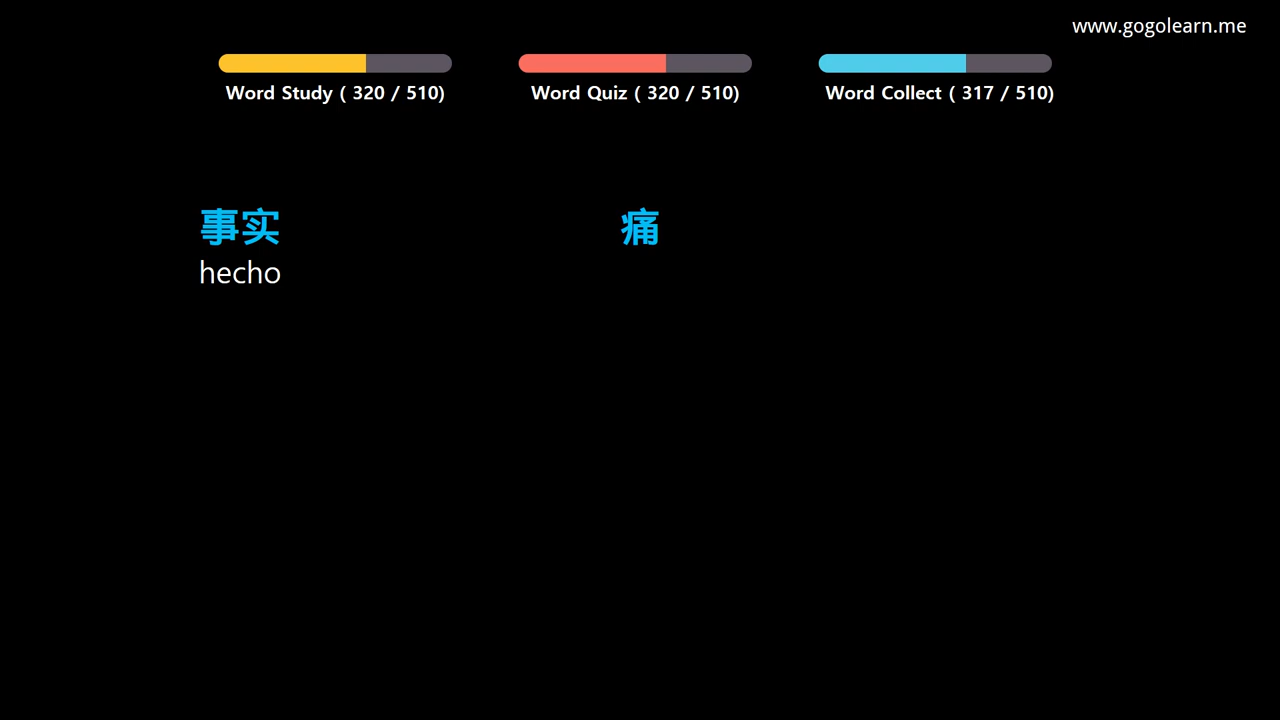 www.gogolearn.me
Word Study ( 320 / 510)
Word Quiz ( 320 / 510)
Word Collect ( 317 / 510)
事实
痛
hecho